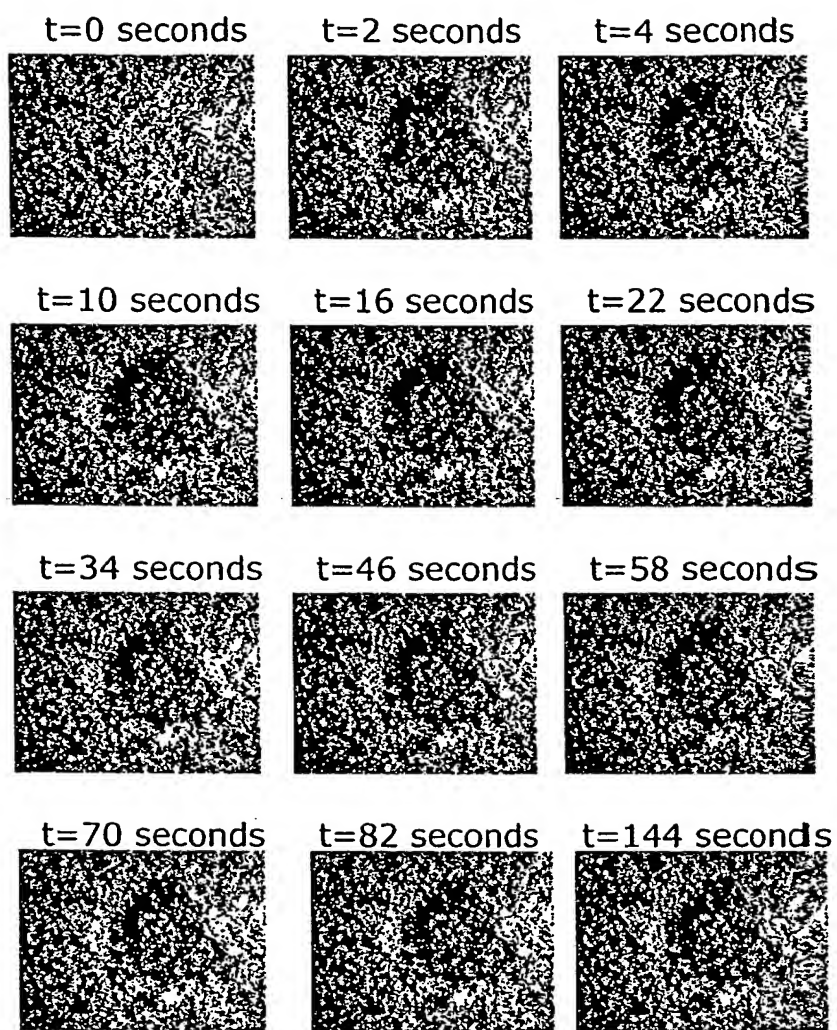 t=0 seconds t=2 seconds t=4 seconds
t=10 seconds t=16 seconds t=22 seconds
t=34 seconds t=46 seconds t=58 seconds
t=70 seconds t=82 seconds t=144 seconds